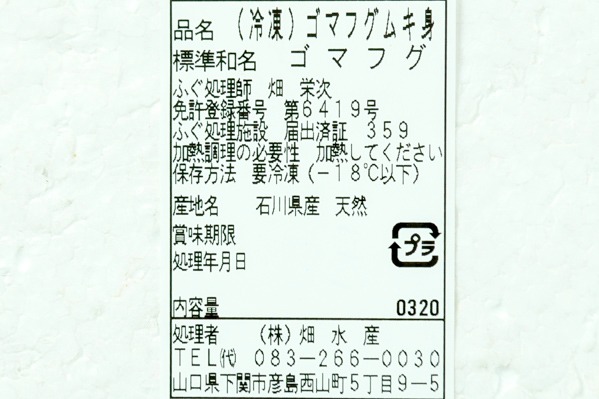 品名 (冷凍)ゴマフグムキ身
標準和名 ゴマフグ
ふぐ処理師 畑 栄次
免許登録番号 第6419号
ふぐ処理施設 届出済証 359
加熱調理の必要性 加熱してください
保存方法 要冷凍(-18℃以下)
産地名 石川県産 天然
賞味期限
処理年月日
プラ
内容量 0320
処理者 (株)畑水産
TEL(代) 083-266-0030
山口県下関市彦島西山町5丁目9-5